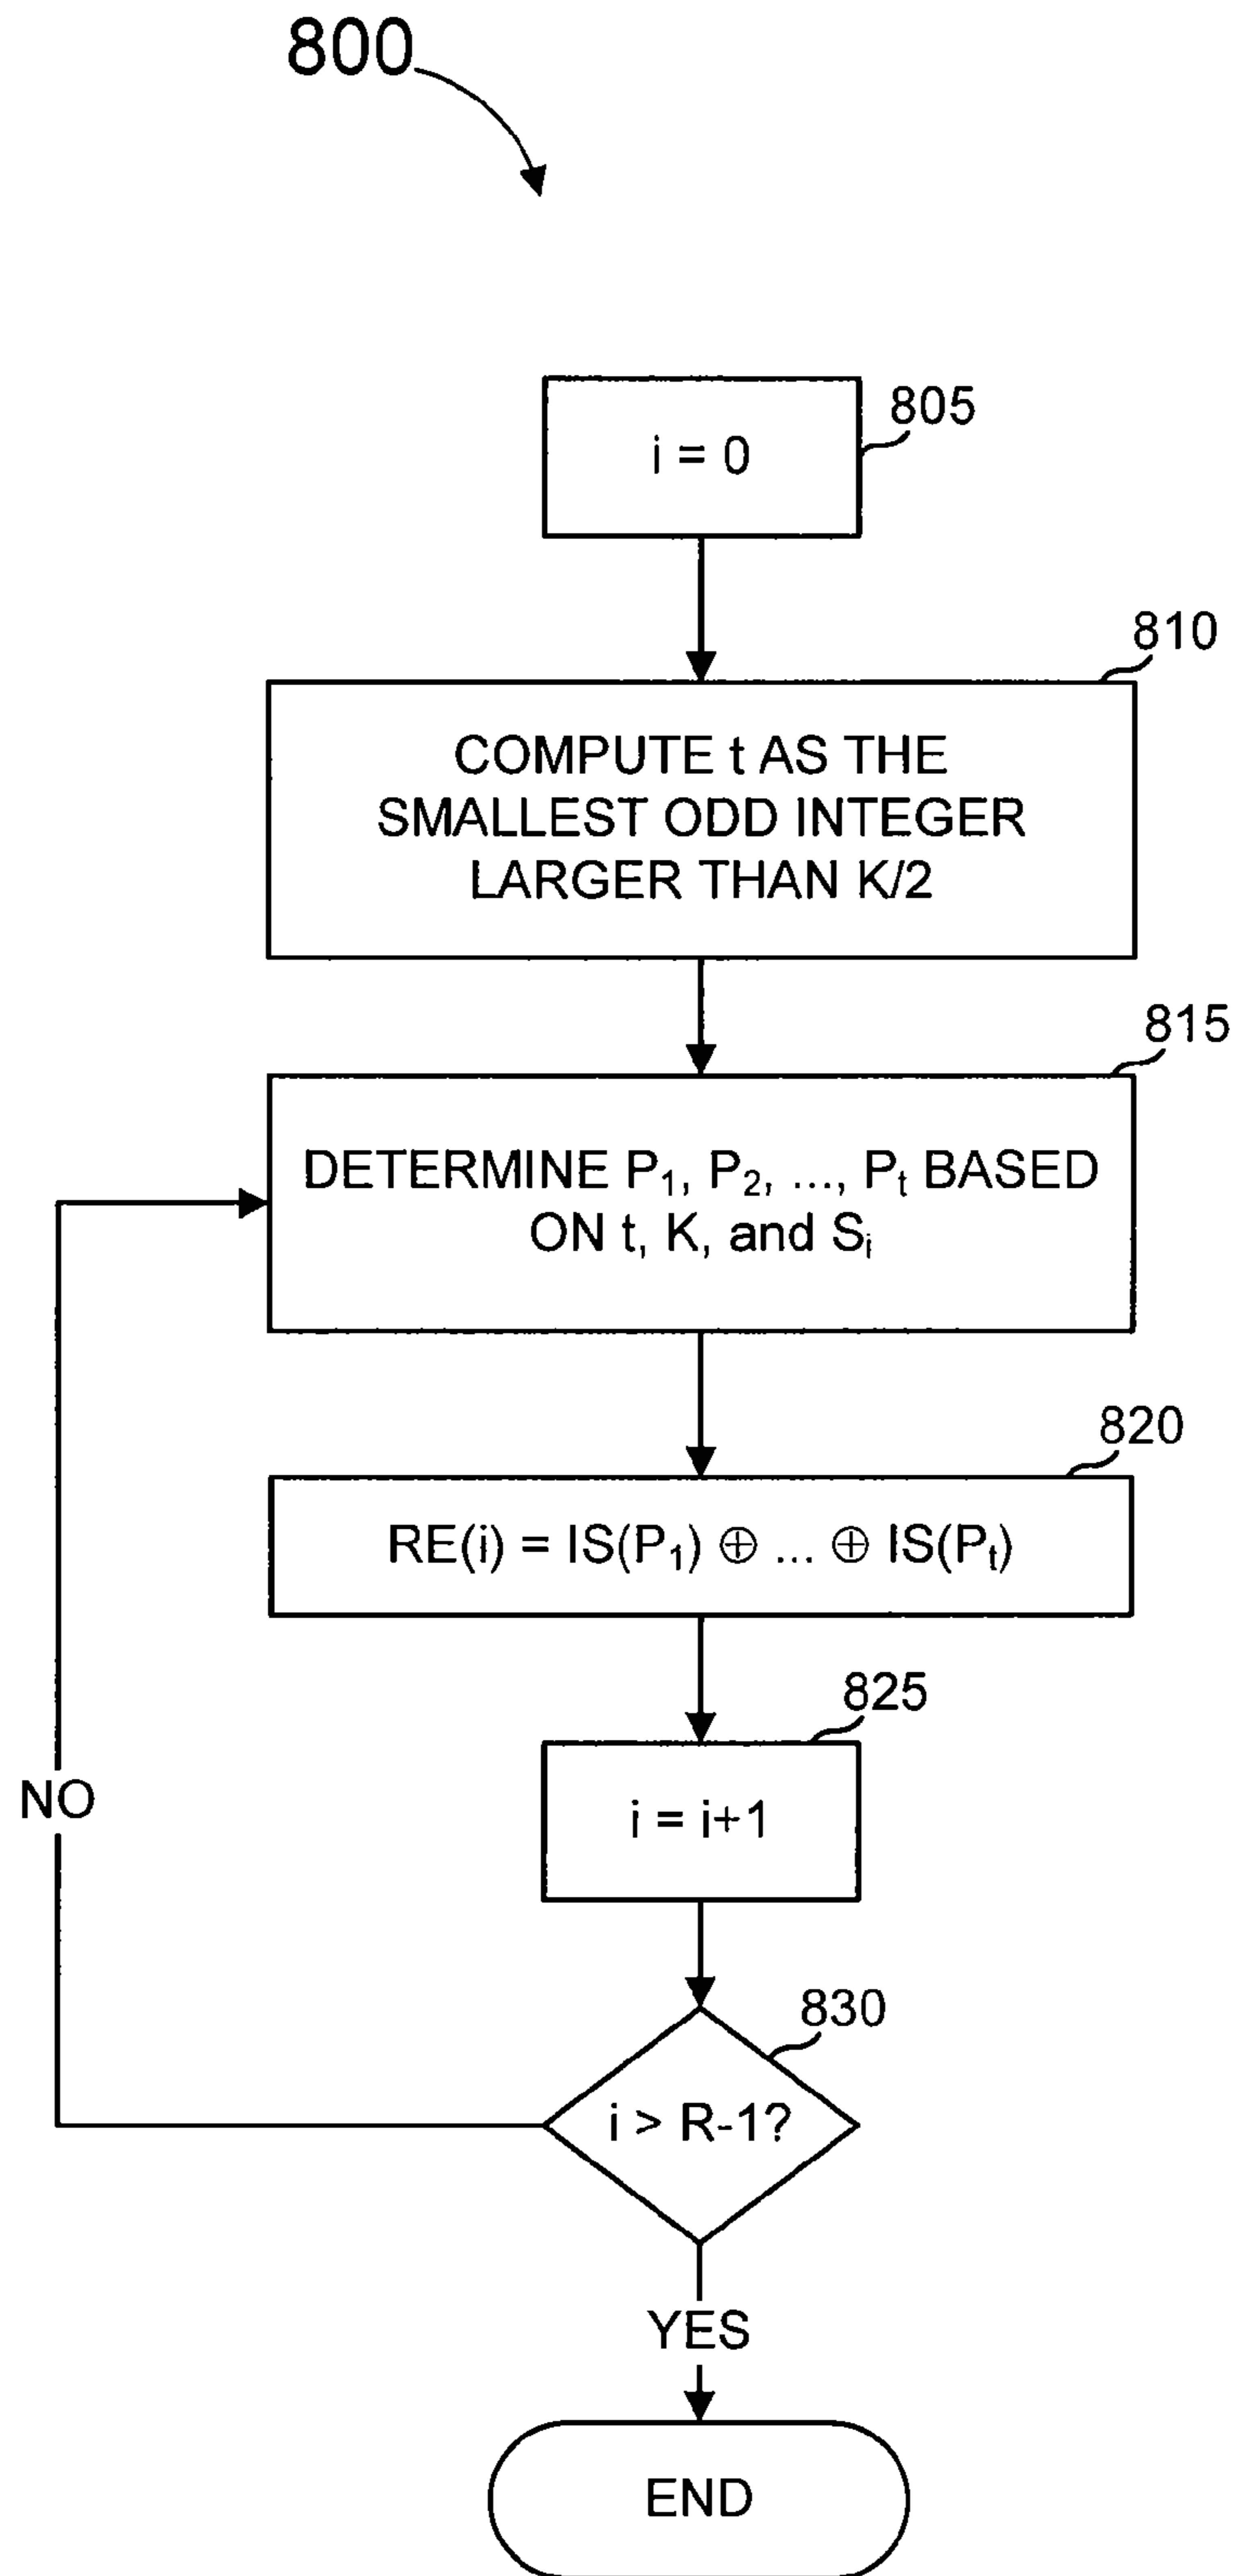 800
805
i = 0
810
COMPUTE t AS THE
SMALLEST ODD INTEGER
LARGER THAN K/2
815
DETERMINE P₁, P₂, ..., Pₜ BASED
ON t, K, and Sᵢ
820
RE(i) = IS(P₁) ⊕ ... ⊕ IS(Pₜ)
825
i = i+1
NO
830
i > R-1?
YES
END